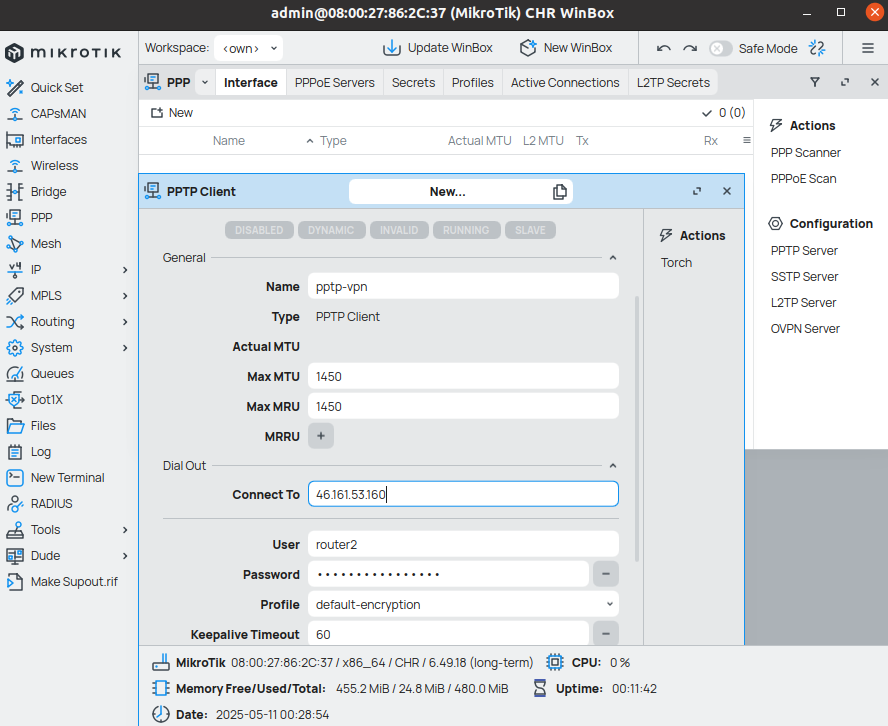 admin@08:00:27:86:2C:37 (MikroTik) CHR WinBox
MikroTik Workspace: <own> Update WinBox New WinBox Safe Mode
PPP Interface PPPoE Servers Secrets Profiles Active Connections L2TP Secrets
New 0 (0)
Name Type Actual MTU L2 MTU Tx Rx
Quick Set
CAPsMAN
Interfaces
Wireless
Bridge
PPP
Mesh
IP
MPLS
Routing
System
Queues
Dot1X
Files
Log
New Terminal
RADIUS
Tools
Dude
Make Supout.rif
PPTP Client New...
DISABLED DYNAMIC INVALID RUNNING SLAVE
General
Name pptp-vpn
Type PPTP Client
Actual MTU
Max MTU 1450
Max MRU 1450
MRRU +
Dial Out
Connect To 46.161.53.160
User router2
Password ••••••••••••••••
Profile default-encryption
Keepalive Timeout 60
Actions
Torch
Actions
PPP Scanner
PPPoE Scan
Configuration
PPTP Server
SSTP Server
L2TP Server
OVPN Server
MikroTik 08:00:27:86:2C:37 / x86_64 / CHR / 6.49.18 (long-term) CPU: 0 %
Memory Free/Used/Total: 455.2 MiB / 24.8 MiB / 480.0 MiB Uptime: 00:11:42
Date: 2025-05-11 00:28:54